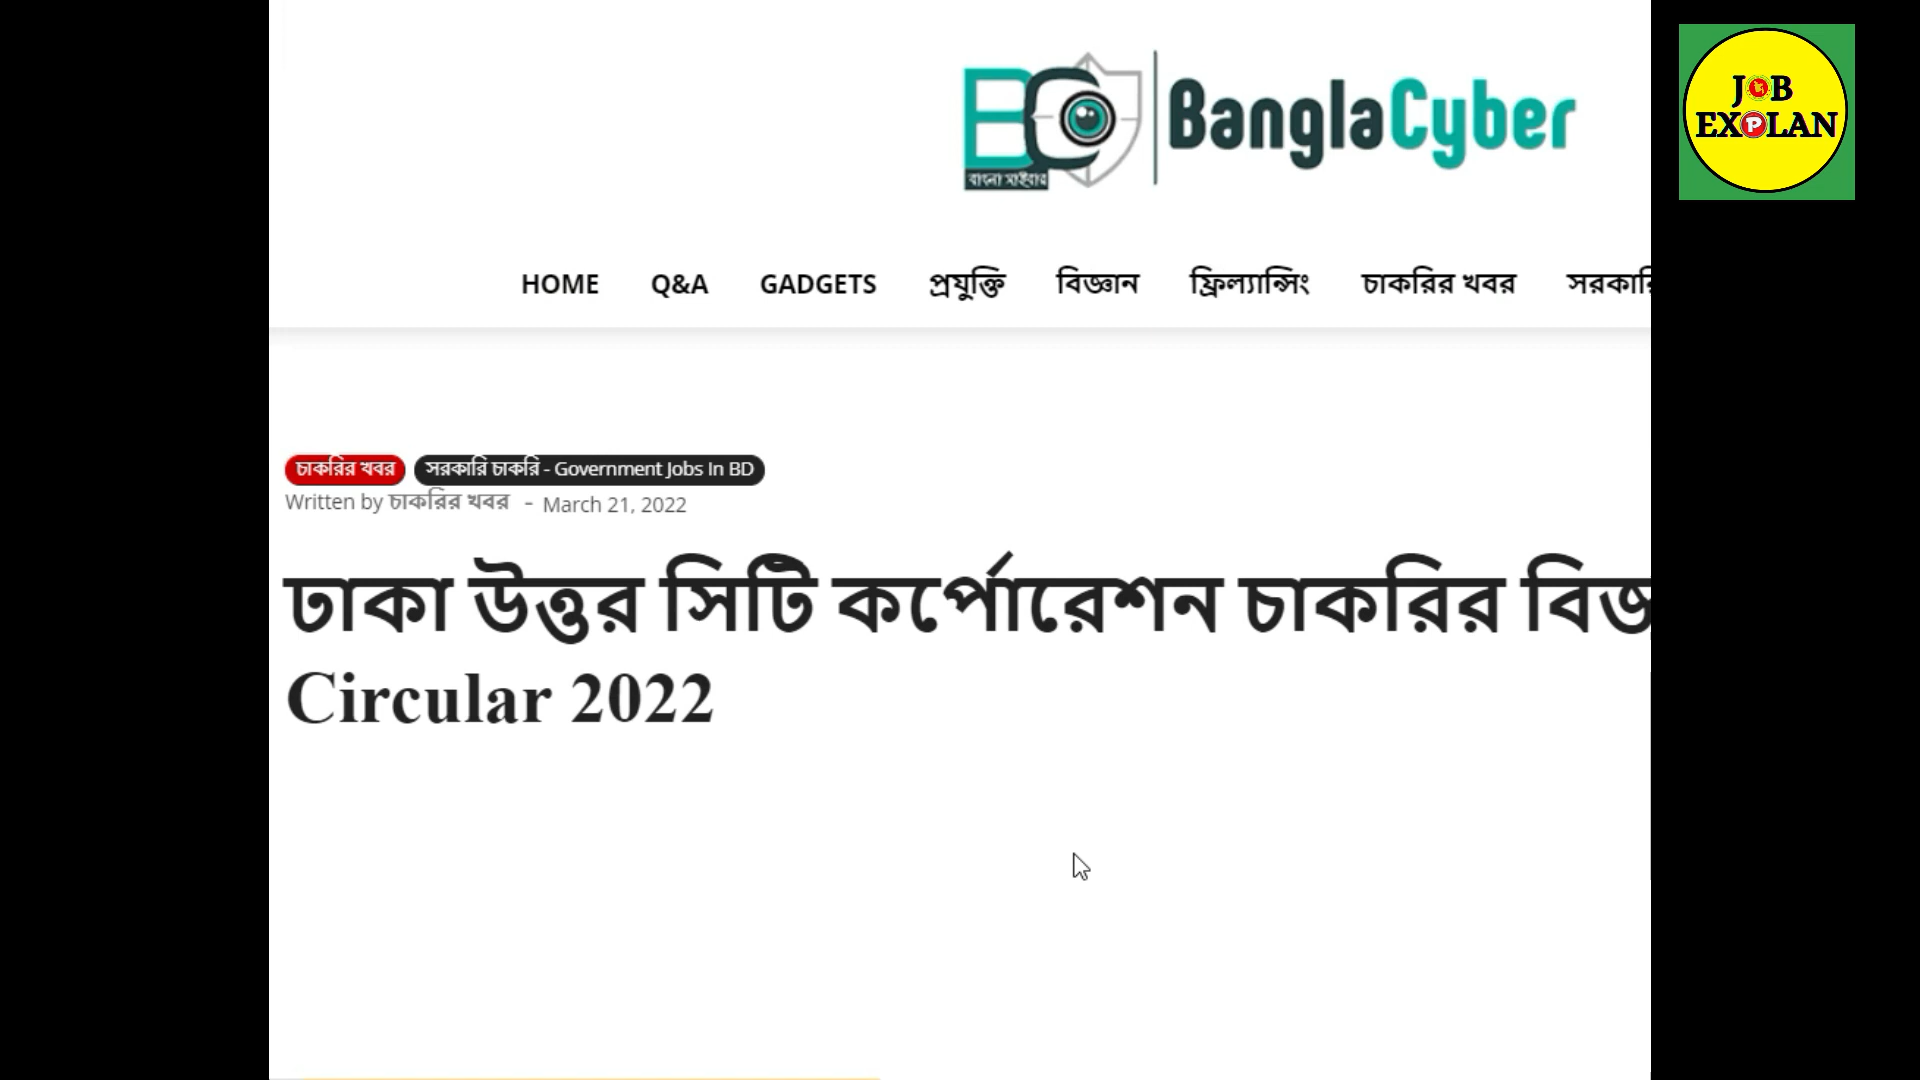 BanglaCyber
বাংলা সাইবার
JOB
EXPLAN
HOME Q&A GADGETS প্রযুক্তি বিজ্ঞান ফ্রিল্যান্সিং চাকরির খবর সরকারি
চাকরির খবর সরকারি চাকরি - Government Jobs In BD
Written by চাকরির খবর - March 21, 2022
ঢাকা উত্তর সিটি কর্পোরেশন চাকরির বিজ্ঞ
Circular 2022